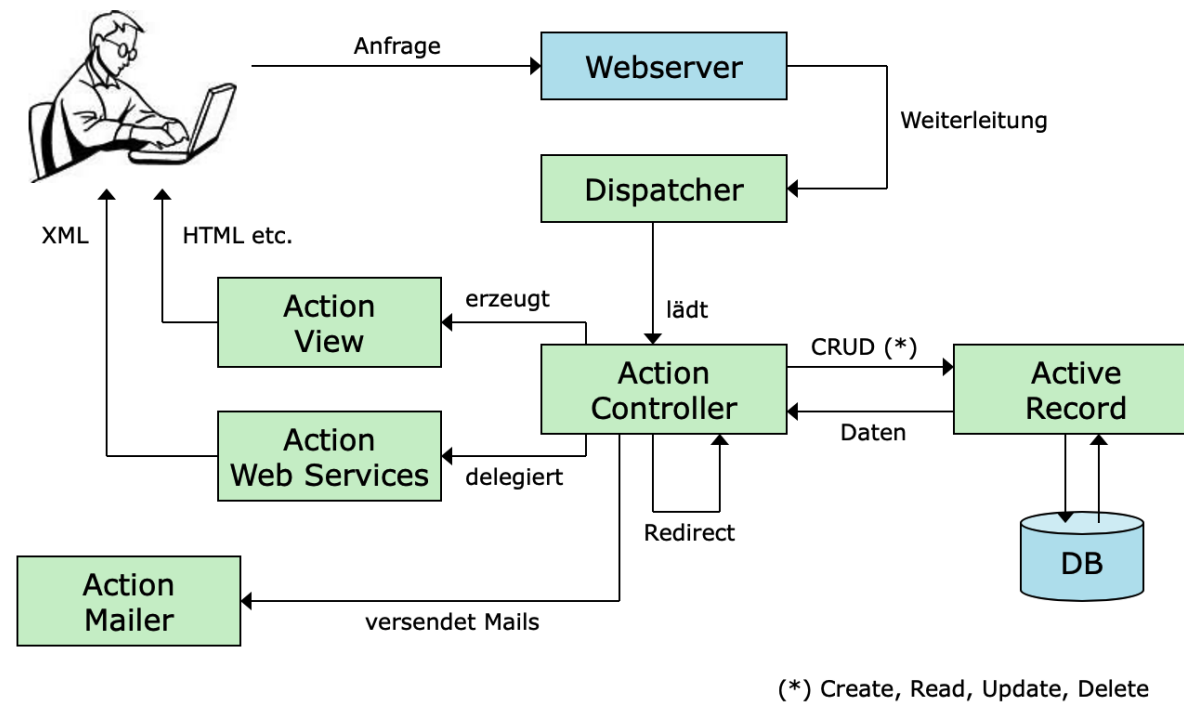 Anfrage
Webserver
Weiterleitung
Dispatcher
XML
HTML etc.
Action
View
erzeugt
lädt
Action
Controller
CRUD (*)
Active
Record
Daten
Action
Web Services
delegiert
Redirect
DB
Action
Mailer
versendet Mails
(*) Create, Read, Update, Delete